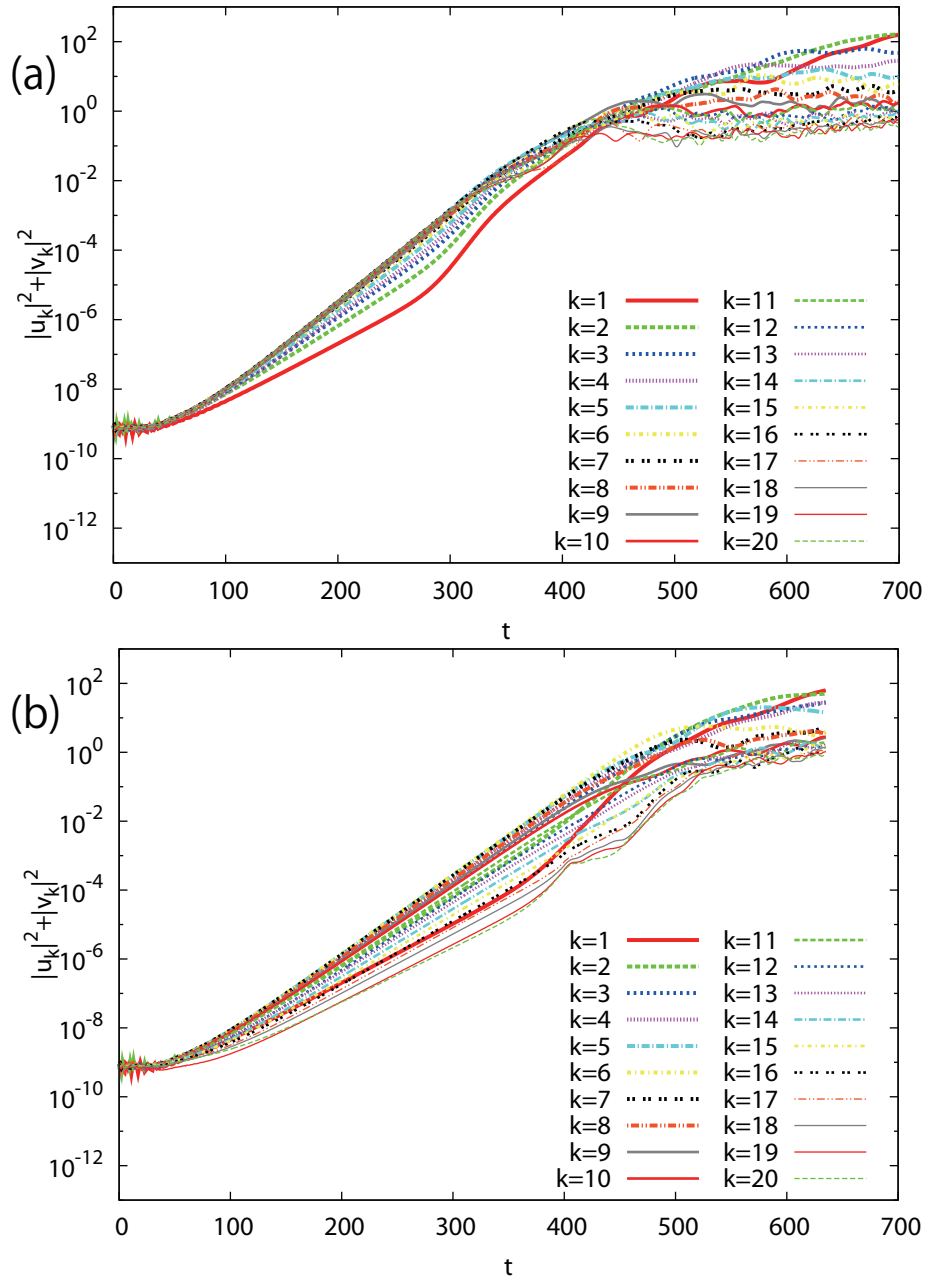 (a)
|u_k|^2+|v_k|^2
10^2
10^0
10^-2
10^-4
10^-6
10^-8
10^-10
10^-12
k=1 k=11
k=2 k=12
k=3 k=13
k=4 k=14
k=5 k=15
k=6 k=16
k=7 k=17
k=8 k=18
k=9 k=19
k=10 k=20
0 100 200 300 400 500 600 700
t
(b)
|u_k|^2+|v_k|^2
10^2
10^0
10^-2
10^-4
10^-6
10^-8
10^-10
10^-12
k=1 k=11
k=2 k=12
k=3 k=13
k=4 k=14
k=5 k=15
k=6 k=16
k=7 k=17
k=8 k=18
k=9 k=19
k=10 k=20
0 100 200 300 400 500 600 700
t